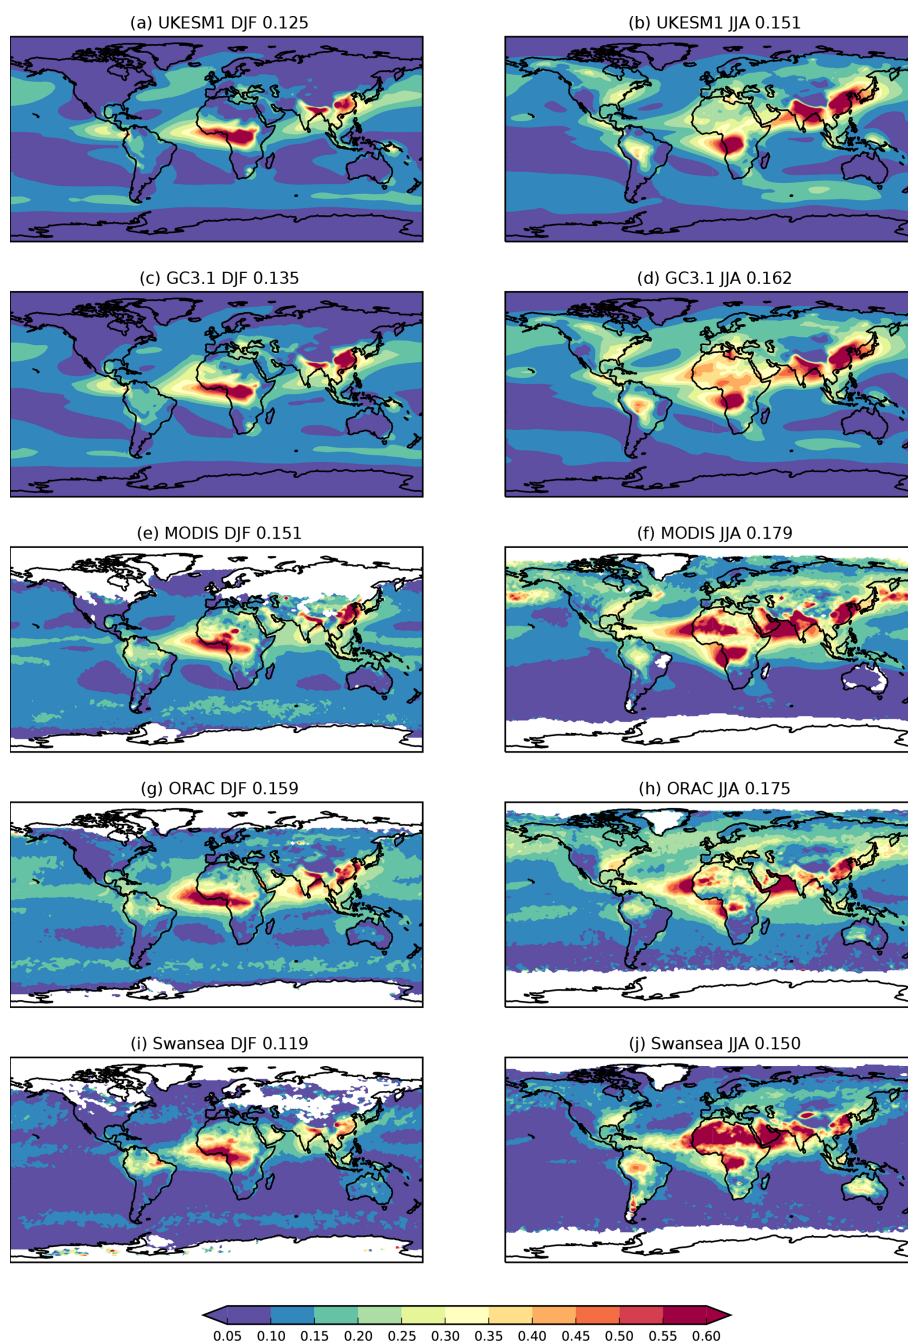 (a) UKESM1 DJF 0.125
(b) UKESM1 JJA 0.151
(c) GC3.1 DJF 0.135
(d) GC3.1 JJA 0.162
(e) MODIS DJF 0.151
(f) MODIS JJA 0.179
(g) ORAC DJF 0.159
(h) ORAC JJA 0.175
(i) Swansea DJF 0.119
(j) Swansea JJA 0.150
0.05 0.10 0.15 0.20 0.25 0.30 0.35 0.40 0.45 0.50 0.55 0.60